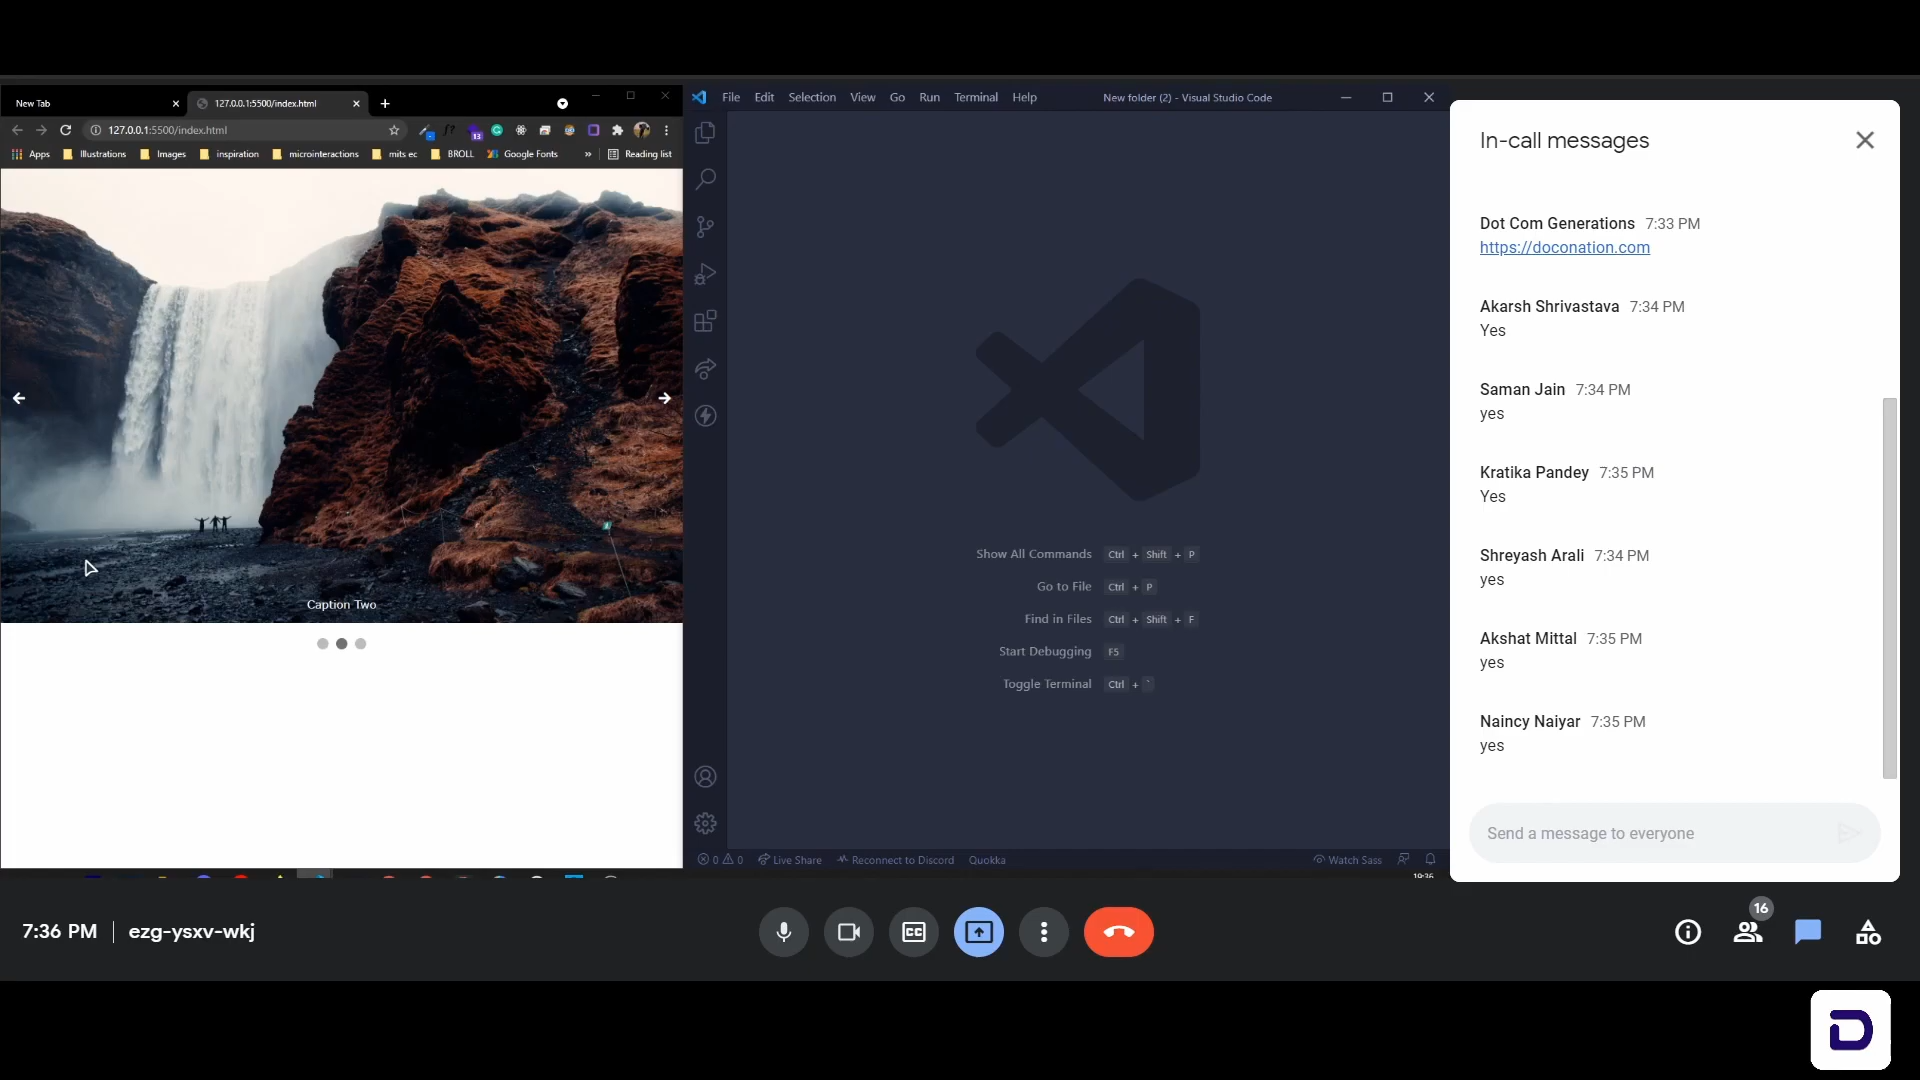 New Tab
127.0.0.1:5500/index.html
127.0.0.1:5500/index.html
13
Apps
Illustrations
Images
inspiration
microinteractions
mits ec
BROLL
Google Fonts
»
Reading list
Caption Two
File Edit Selection View Go Run Terminal Help
New folder (2) - Visual Studio Code
Show All Commands Ctrl + Shift + P
Go to File Ctrl + P
Find in Files Ctrl + Shift + F
Start Debugging F5
Toggle Terminal Ctrl + `
0 0 Live Share Reconnect to Discord Quokka
Watch Sass
19:36
In-call messages
Dot Com Generations 7:33 PM
https://doconation.com
Akarsh Shrivastava 7:34 PM
Yes
Saman Jain 7:34 PM
yes
Kratika Pandey 7:35 PM
Yes
Shreyash Arali 7:34 PM
yes
Akshat Mittal 7:35 PM
yes
Naincy Naiyar 7:35 PM
yes
Send a message to everyone
7:36 PM | ezg-ysxv-wkj
CC
16
D